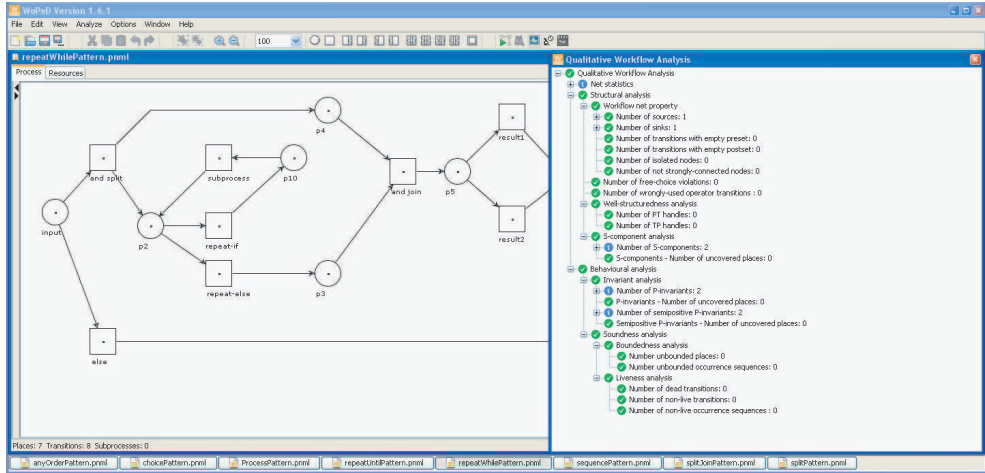 WoPeD Version 1.6.1
File Edit View Analyze Options Window Help
100
repeatWhilePattern.pnml
Process Resources
p4
result1
and split
subprocess
p10
and join
p5
input
p2
repeat-if
result2
repeat-else
p3
else
Places: 7 Transitions: 8 Subprocesses: 0
Qualitative Workflow Analysis
Qualitative Workflow Analysis
Net statistics
Structural analysis
Workflow net property
Number of sources: 1
Number of sinks: 1
Number of transitions with empty preset: 0
Number of transitions with empty postset: 0
Number of isolated nodes: 0
Number of not strongly-connected nodes: 0
Number of free-choice violations: 0
Number of wrongly-used operator transitions : 0
Well-structuredness analysis
Number of PT handles: 0
Number of TP handles: 0
S-component analysis
Number of S-components: 2
S-components - Number of uncovered places: 0
Behavioural analysis
Invariant analysis
Number of P-invariants: 2
P-invariants - Number of uncovered places: 0
Number of semipositive P-invariants: 2
Semipositive P-invariants - Number of uncovered places: 0
Soundness analysis
Boundedness analysis
Number unbounded places: 0
Number unbounded occurrence sequences: 0
Liveness analysis
Number of dead transitions: 0
Number of non-live transitions: 0
Number of non-live occurrence sequences : 0
anyOrderPattern.pnml choicePattern.pnml ProcessPattern.pnml repeatUntilPattern.pnml repeatWhilePattern.pnml sequencePattern.pnml splitJoinPattern.pnml splitPattern.pnml